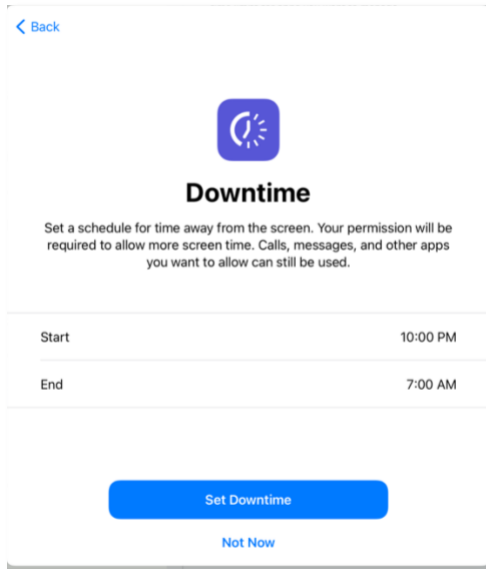 Back
Downtime
Set a schedule for time away from the screen. Your permission will be
required to allow more screen time. Calls, messages, and other apps
you want to allow can still be used.
Start 10:00 PM
End 7:00 AM
Set Downtime
Not Now